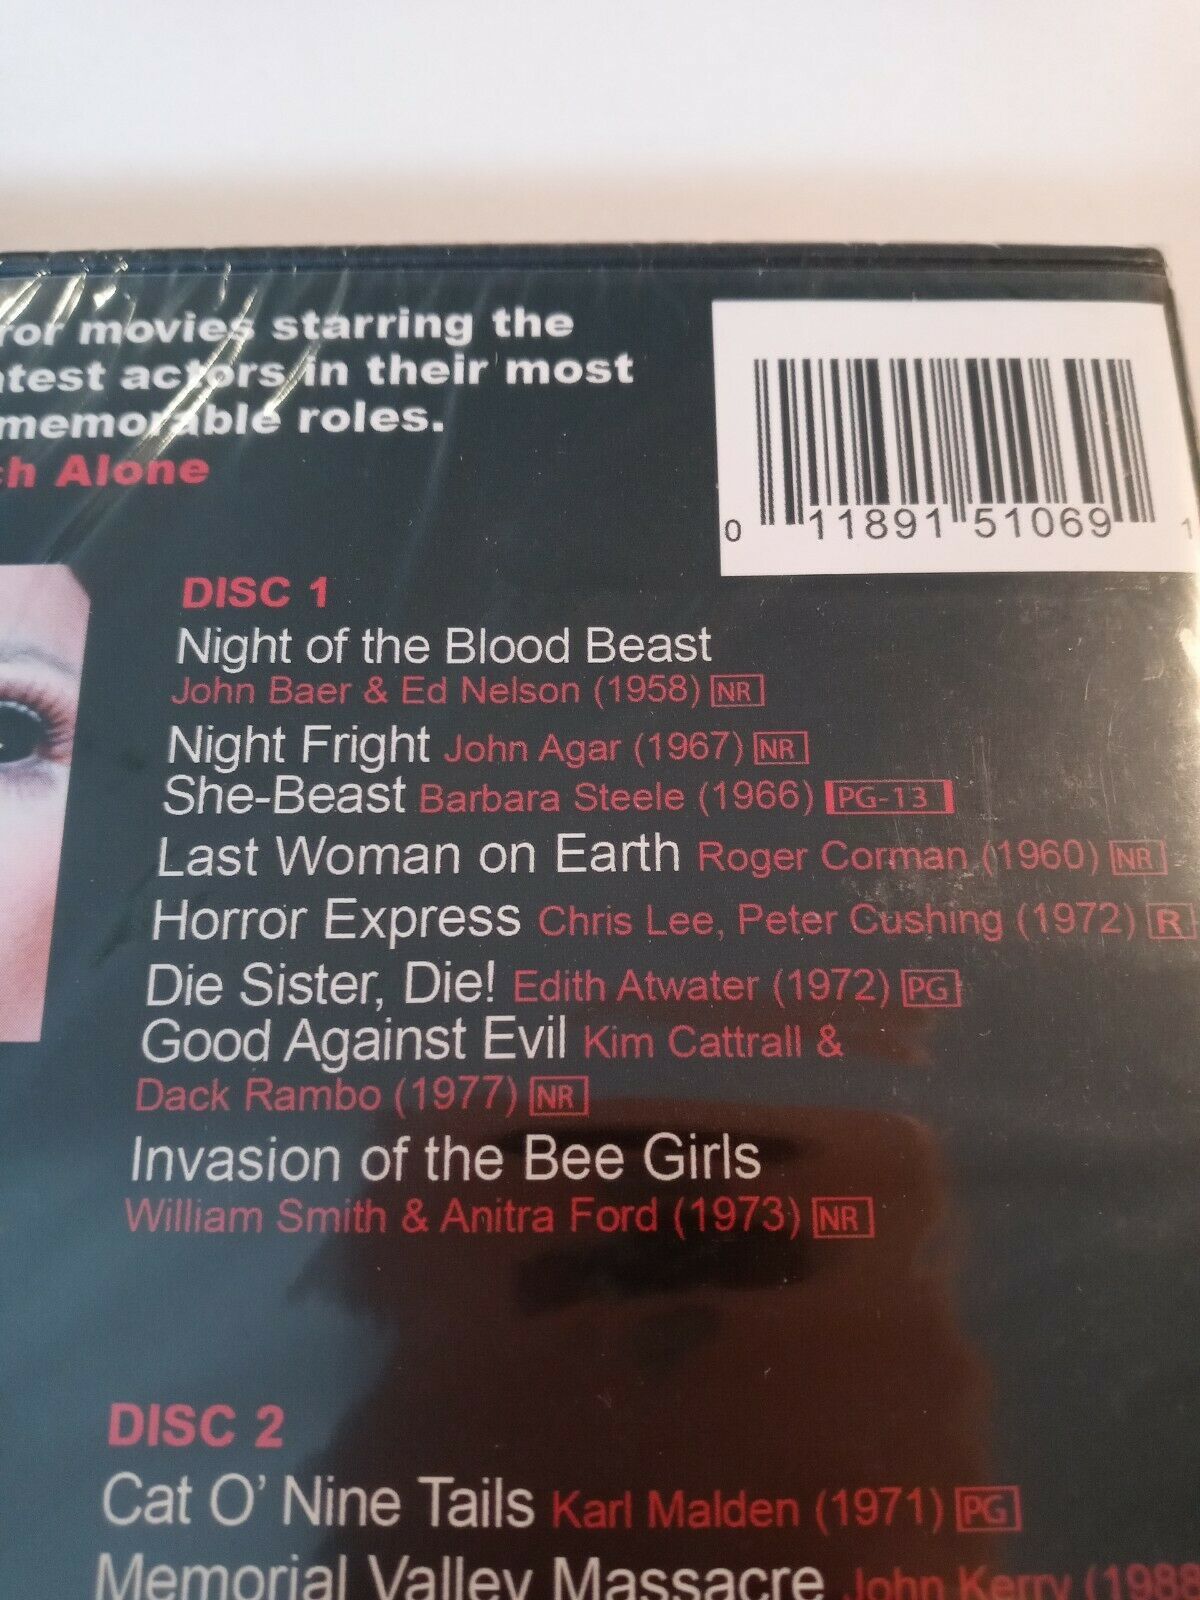 movies starring the
actors in their most
memorable roles.
Alone
0 11891 51069 1
DISC 1
Night of the Blood Beast
John Baer & Ed Nelson (1958) NR
Night Fright John Agar (1967) NR
She-Beast Barbara Steele (1966) PG-13
Last Woman on Earth Roger Corman (1960) NR
Horror Express Chris Lee, Peter Cushing (1972) R
Die Sister, Die! Edith Atwater (1972) PG
Good Against Evil Kim Cattrall &
Dack Rambo (1977) NR
Invasion of the Bee Girls
William Smith & Anitra Ford (1973) NR
DISC 2
Cat O' Nine Tails Karl Malden (1971) PG
Memorial Valley Massacre John Kerry (1988